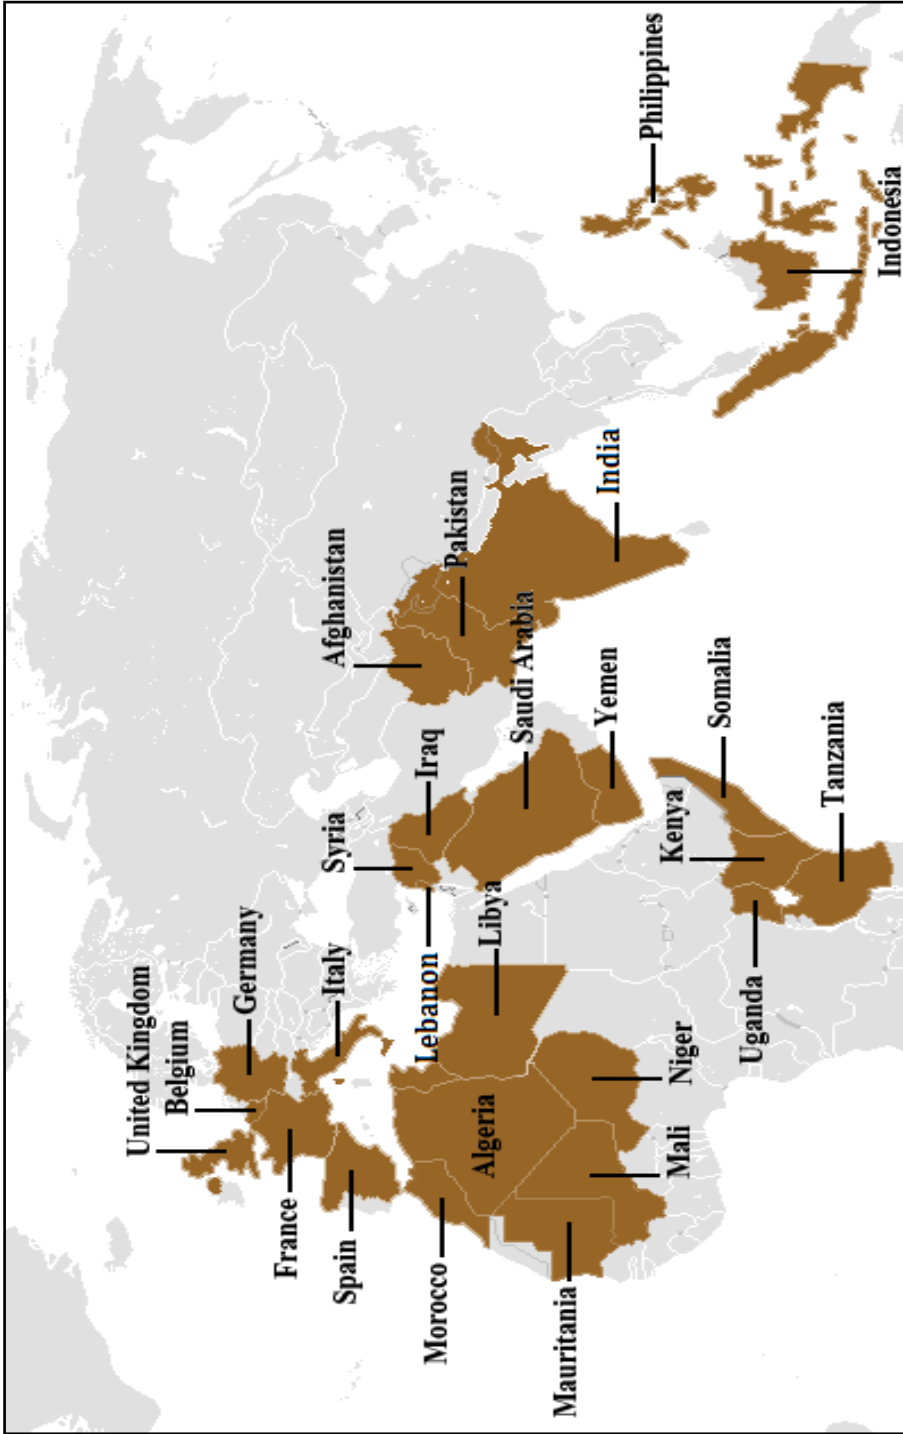 United Kingdom
Belgium
Germany
France
Italy
Spain
Morocco
Algeria
Lebanon
Libya
Syria
Iraq
Afghanistan
Pakistan
Saudi Arabia
India
Yemen
Mauritania
Mali
Niger
Uganda
Kenya
Somalia
Tanzania
Philippines
Indonesia